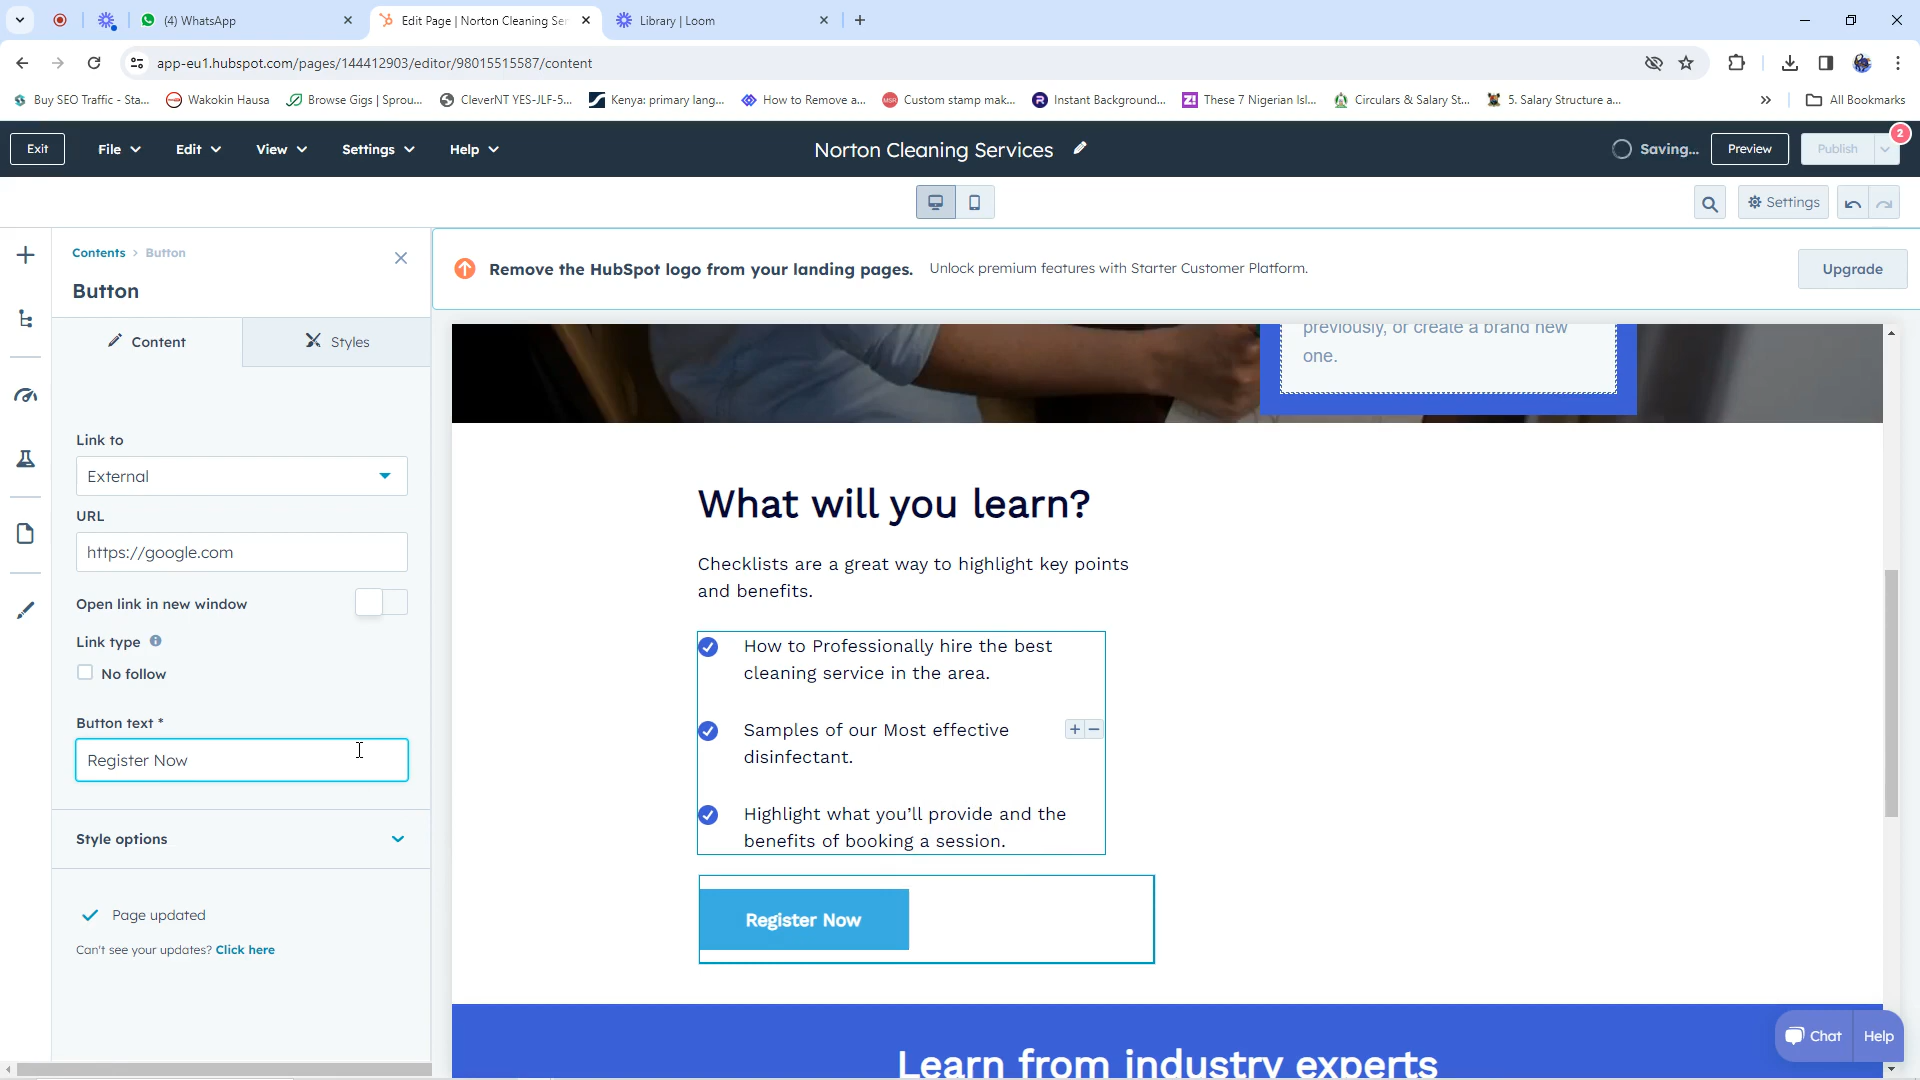 (4) WhatsApp
Edit Page | Norton Cleaning Ser
Library | Loom
app-eu1.hubspot.com/pages/144412903/editor/98015515587/content
Buy SEO Traffic - Sta...
Wakokin Hausa
Browse Gigs | Sprou...
CleverNT YES-JLF-5...
Kenya: primary lang...
How to Remove a...
MSR
Custom stamp mak...
Instant Background...
These 7 Nigerian Isl...
Circulars & Salary St...
5. Salary Structure a...
All Bookmarks
Exit
File
Edit
View
Settings
Help
Norton Cleaning Services
Saving...
Preview
Publish
2
Settings
Contents > Button
Button
Content
Styles
Link to
External
URL
https://google.com
Open link in new window
Link type
No follow
Button text *
Register Now
Style options
Page updated
Can't see your updates? Click here
Remove the HubSpot logo from your landing pages. Unlock premium features with Starter Customer Platform.
Upgrade
previously, or create a brand new
one.
What will you learn?
Checklists are a great way to highlight key points
and benefits.
How to Professionally hire the best
cleaning service in the area.
Samples of our Most effective
disinfectant.
Highlight what you'll provide and the
benefits of booking a session.
Register Now
Learn from industry experts
Chat
Help